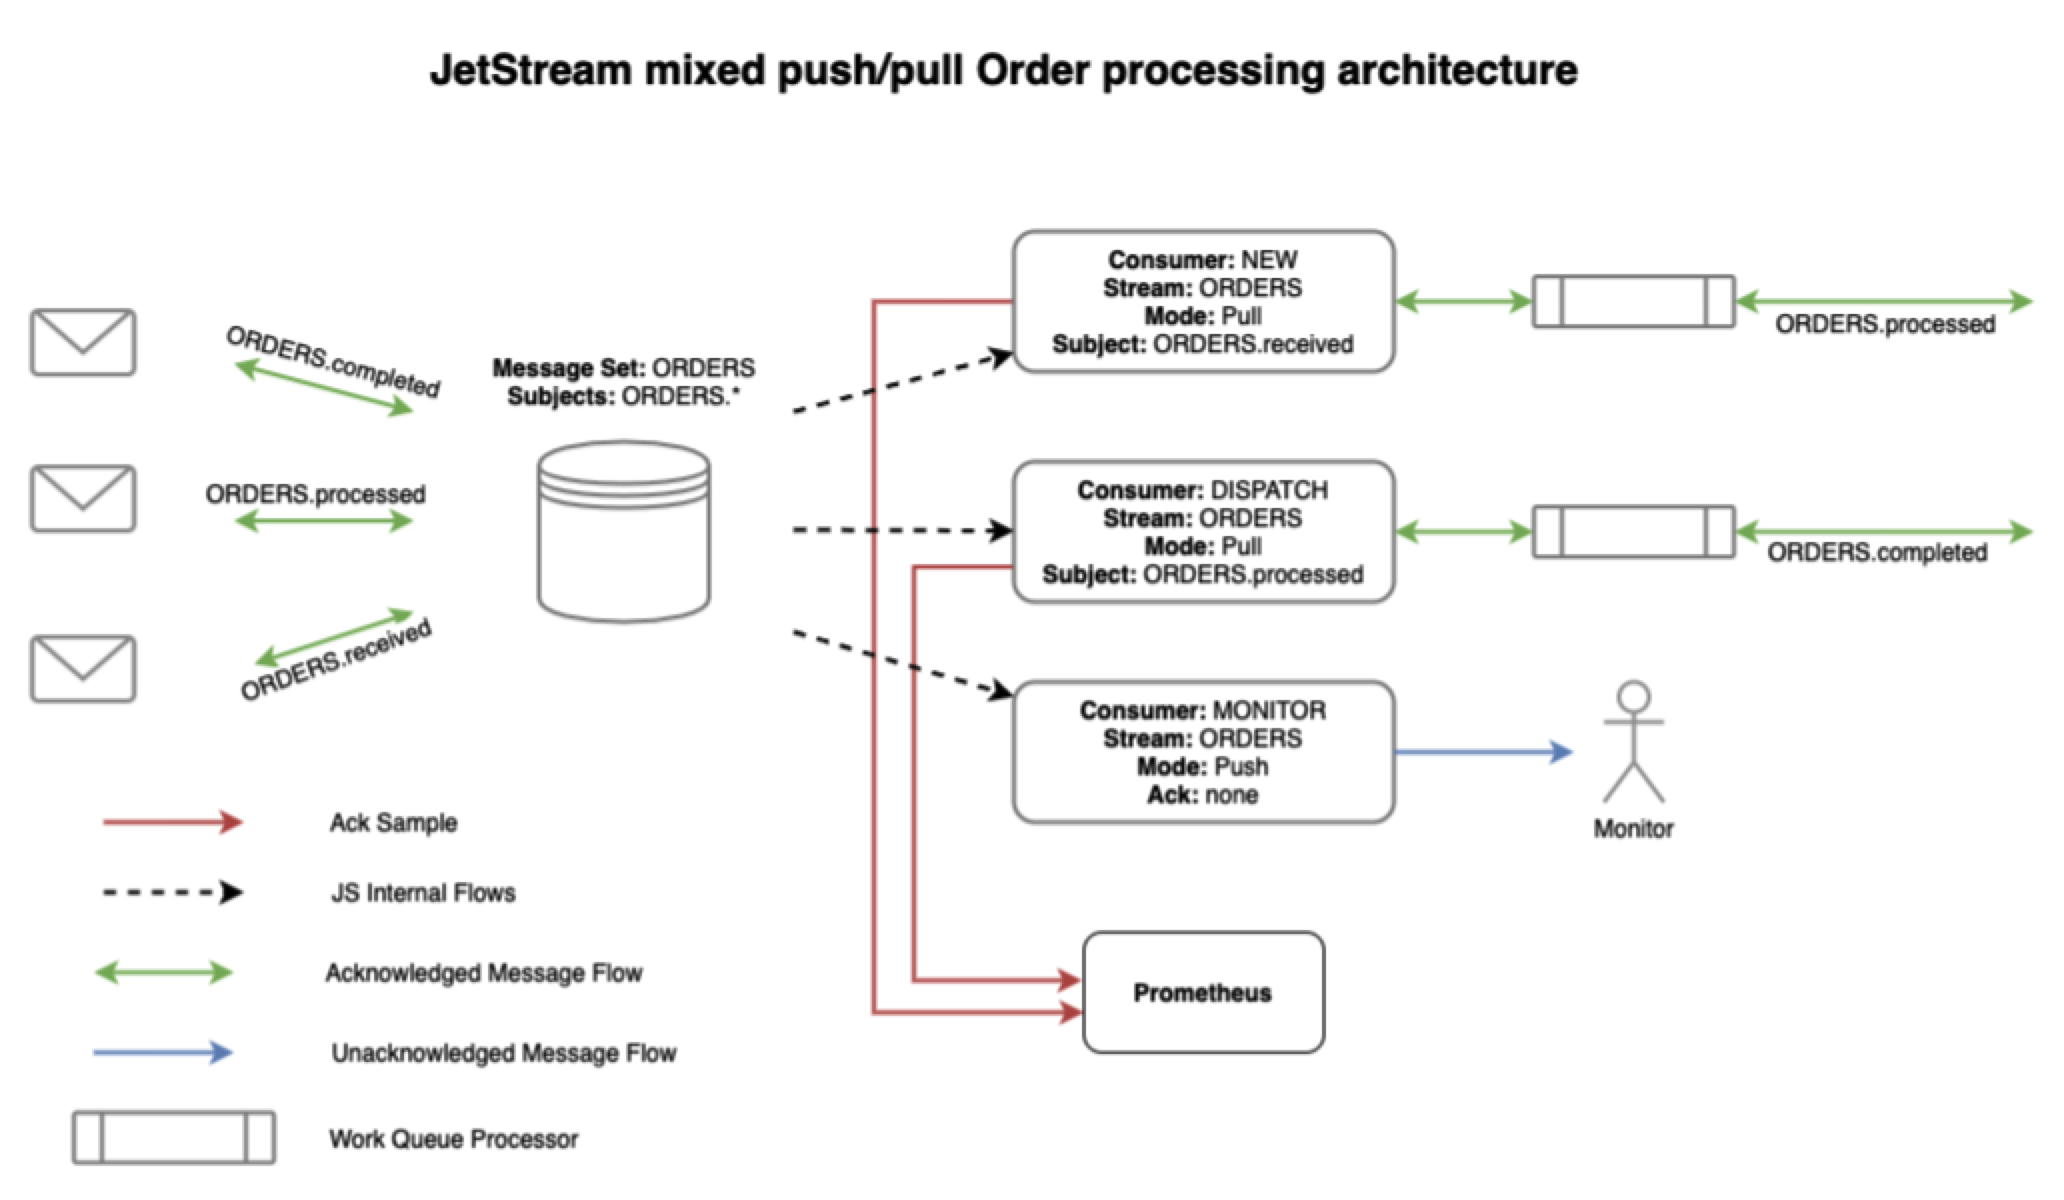 JetStream mixed push/pull Order processing architecture
ORDERS.completed
ORDERS.processed
ORDERS.received
Message Set: ORDERS
Subjects: ORDERS.*
Consumer: NEW
Stream: ORDERS
Mode: Pull
Subject: ORDERS.received
ORDERS.processed
Consumer: DISPATCH
Stream: ORDERS
Mode: Pull
Subject: ORDERS.processed
ORDERS.completed
Consumer: MONITOR
Stream: ORDERS
Mode: Push
Ack: none
Monitor
Prometheus
Ack Sample
JS Internal Flows
Acknowledged Message Flow
Unacknowledged Message Flow
Work Queue Processor